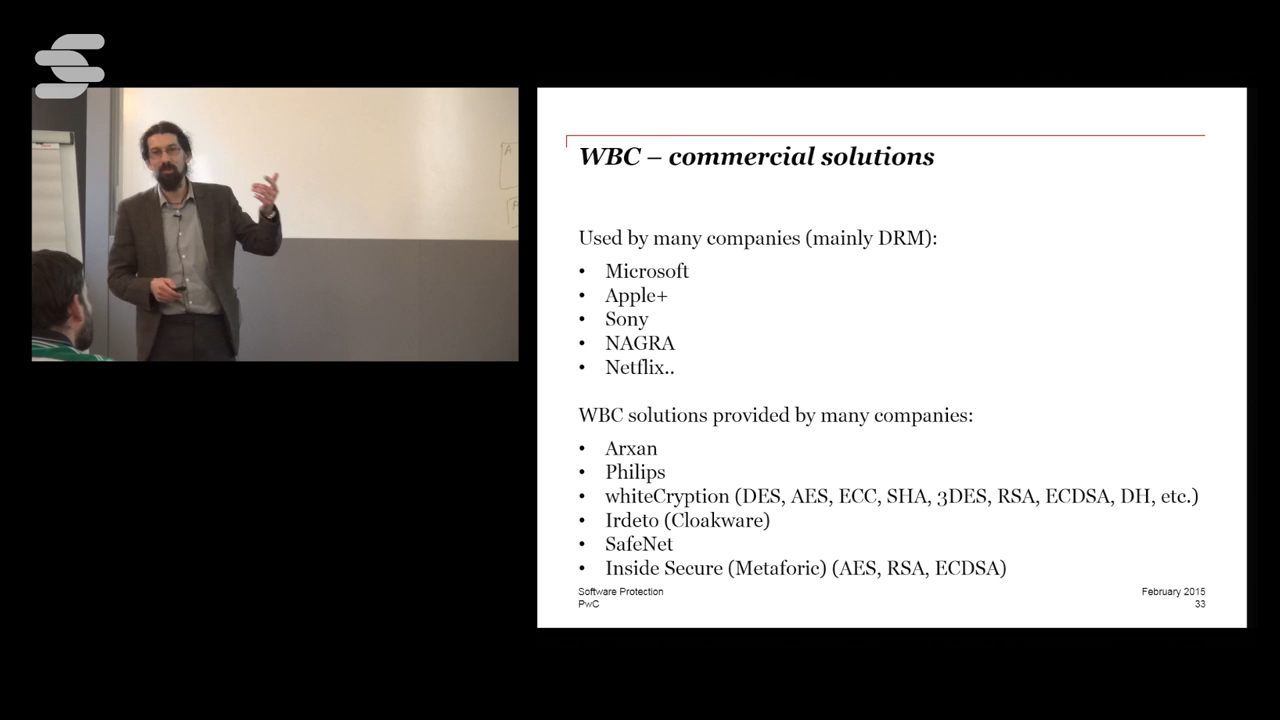 WBC – commercial solutions
Used by many companies (mainly DRM):
• Microsoft
• Apple+
• Sony
• NAGRA
• Netflix..
WBC solutions provided by many companies:
• Arxan
• Philips
• whiteCryption (DES, AES, ECC, SHA, 3DES, RSA, ECDSA, DH, etc.)
• Irdeto (Cloakware)
• SafeNet
• Inside Secure (Metaforic) (AES, RSA, ECDSA)
Software Protection
PwC
February 2015
33
A